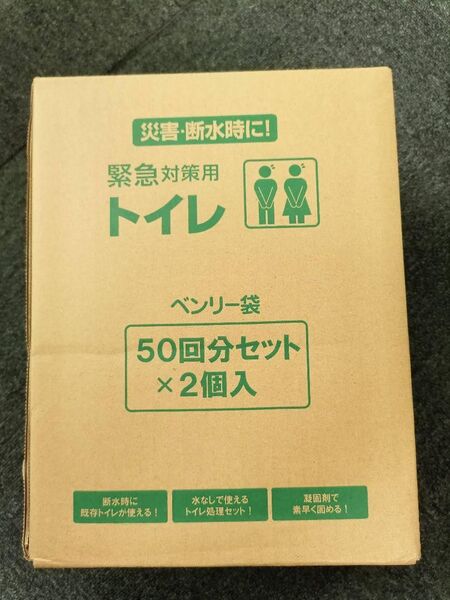 災害・断水時に!
緊急対策用
トイレ
ベンリー袋
50回分セット
×2個入
断水時に
既存トイレが使える!
水なしで使える
トイレ処理セット!
凝固剤で
素早く固める!